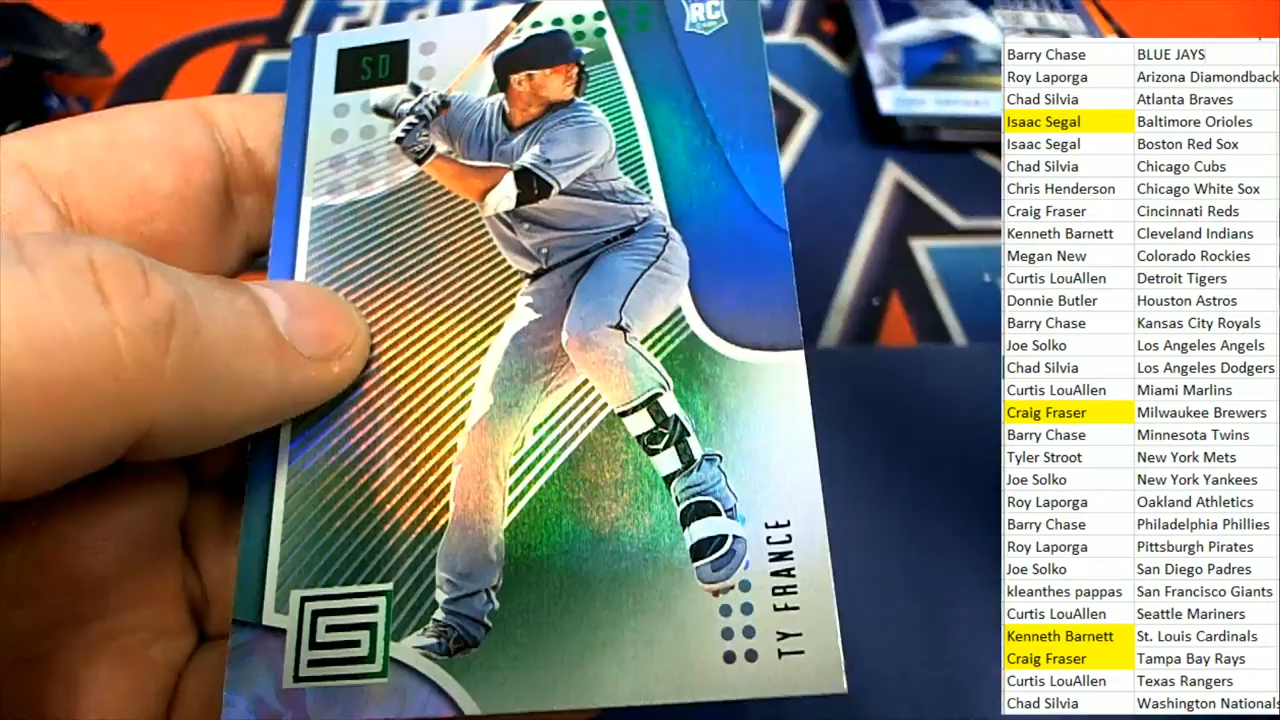 RC
SD
TY FRANCE
Barry Chase BLUE JAYS
Roy Laporga Arizona Diamondback
Chad Silvia Atlanta Braves
Isaac Segal Baltimore Orioles
Isaac Segal Boston Red Sox
Chad Silvia Chicago Cubs
Chris Henderson Chicago White Sox
Craig Fraser Cincinnati Reds
Kenneth Barnett Cleveland Indians
Megan New Colorado Rockies
Curtis LouAllen Detroit Tigers
Donnie Butler Houston Astros
Barry Chase Kansas City Royals
Joe Solko Los Angeles Angels
Chad Silvia Los Angeles Dodgers
Curtis LouAllen Miami Marlins
Craig Fraser Milwaukee Brewers
Barry Chase Minnesota Twins
Tyler Stroot New York Mets
Joe Solko New York Yankees
Roy Laporga Oakland Athletics
Barry Chase Philadelphia Phillies
Roy Laporga Pittsburgh Pirates
Joe Solko San Diego Padres
kleanthes pappas San Francisco Giants
Curtis LouAllen Seattle Mariners
Kenneth Barnett St. Louis Cardinals
Craig Fraser Tampa Bay Rays
Curtis LouAllen Texas Rangers
Chad Silvia Washington Nationals